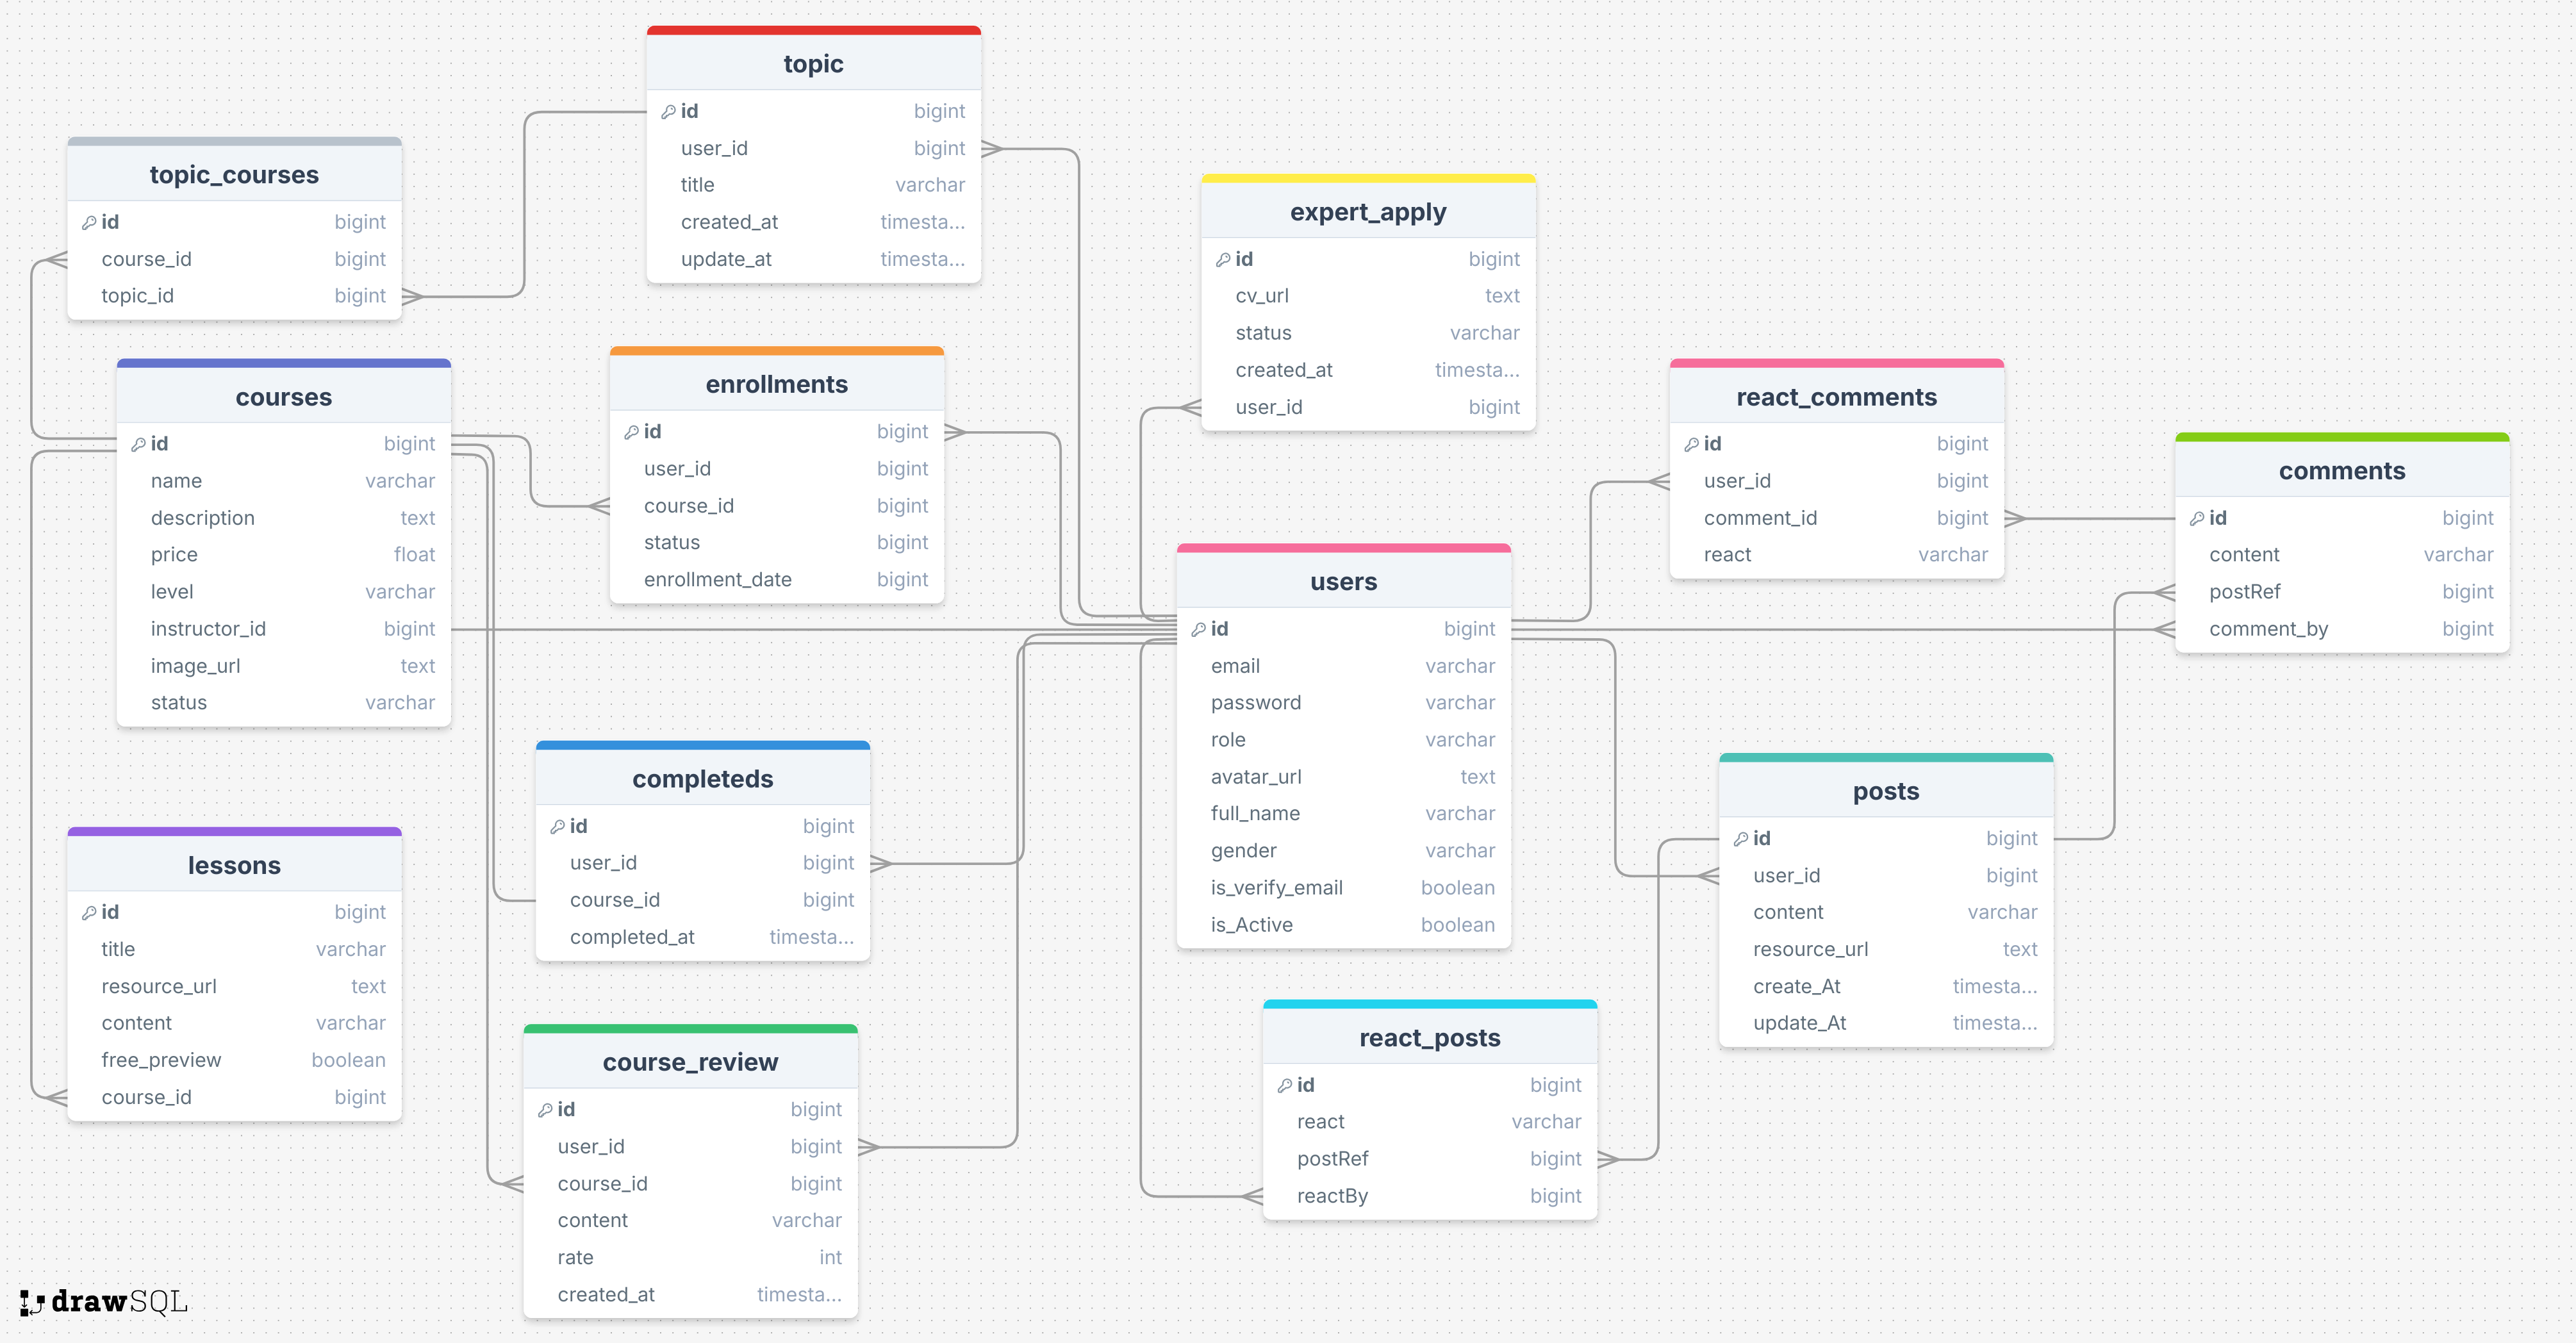 topic
id bigint
user_id bigint
title varchar
created_at timesta...
update_at timesta...
topic_courses
id bigint
course_id bigint
topic_id bigint
expert_apply
id bigint
cv_url text
status varchar
created_at timesta...
user_id bigint
enrollments
id bigint
user_id bigint
course_id bigint
status bigint
enrollment_date bigint
courses
id bigint
name varchar
description text
price float
level varchar
instructor_id bigint
image_url text
status varchar
react_comments
id bigint
user_id bigint
comment_id bigint
react varchar
comments
id bigint
content varchar
postRef bigint
comment_by bigint
users
id bigint
email varchar
password varchar
role varchar
avatar_url text
full_name varchar
gender varchar
is_verify_email boolean
is_Active boolean
completeds
id bigint
user_id bigint
course_id bigint
completed_at timesta...
posts
id bigint
user_id bigint
content varchar
resource_url text
create_At timesta...
update_At timesta...
lessons
id bigint
title varchar
resource_url text
content varchar
free_preview boolean
course_id bigint
react_posts
id bigint
react varchar
postRef bigint
reactBy bigint
course_review
id bigint
user_id bigint
course_id bigint
content varchar
rate int
created_at timesta...
drawSQL